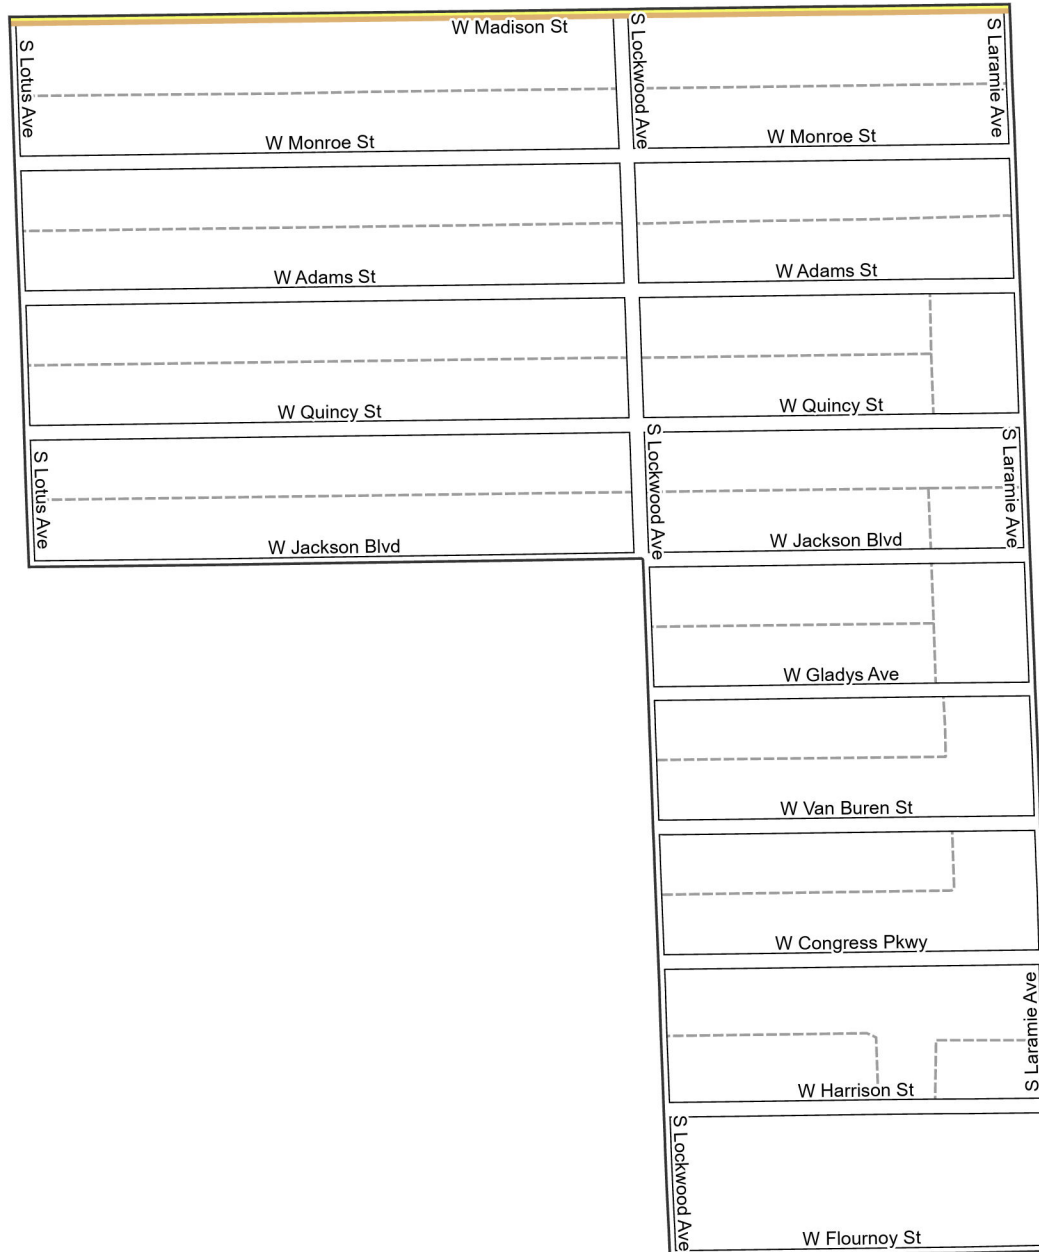 W Madison St
S Lotus Ave
S Lockwood Ave
S Laramie Ave
W Monroe St
W Monroe St
W Adams St
W Adams St
W Quincy St
W Quincy St
S Lotus Ave
S Lockwood Ave
S Laramie Ave
W Jackson Blvd
W Jackson Blvd
W Gladys Ave
W Van Buren St
W Congress Pkwy
S Laramie Ave
W Harrison St
S Lockwood Ave
W Flournoy St